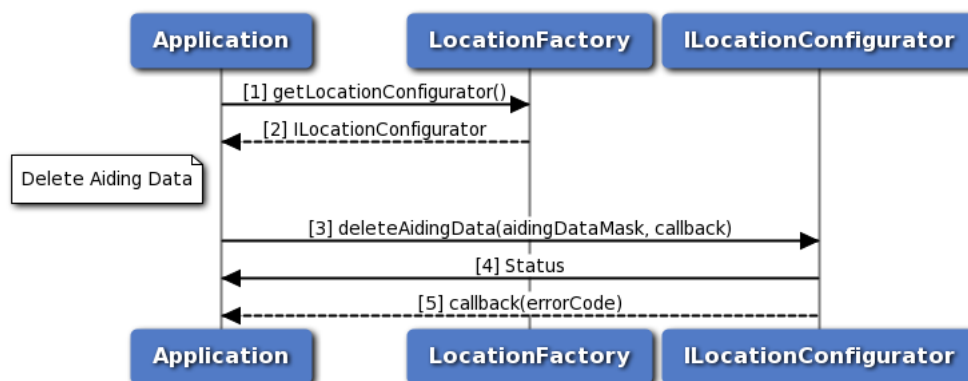 Application
LocationFactory
ILocationConfigurator
[1] getLocationConfigurator()
[2] ILocationConfigurator
Delete Aiding Data
[3] deleteAidingData(aidingDataMask, callback)
[4] Status
[5] callback(errorCode)
Application
LocationFactory
ILocationConfigurator